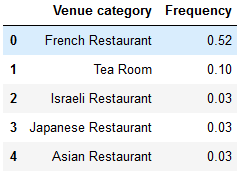 Venue category Frequency
0 French Restaurant 0.52
1 Tea Room 0.10
2 Israeli Restaurant 0.03
3 Japanese Restaurant 0.03
4 Asian Restaurant 0.03